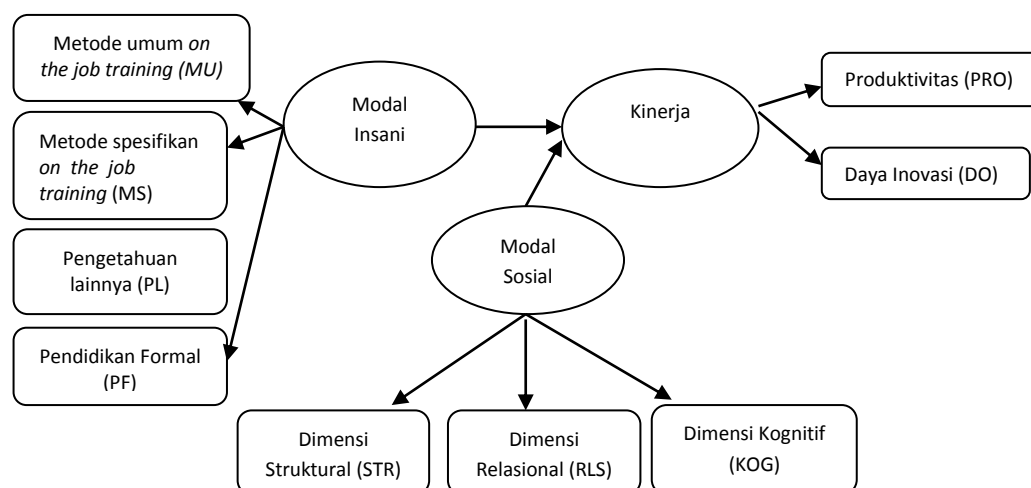 Metode umum on
the job training (MU)
Metode spesifikan
on the job
training (MS)
Pengetahuan
lainnya (PL)
Pendidikan Formal
(PF)
Modal
Insani
Kinerja
Produktivitas (PRO)
Daya Inovasi (DO)
Modal
Sosial
Dimensi
Struktural (STR)
Dimensi
Relasional (RLS)
Dimensi Kognitif
(KOG)